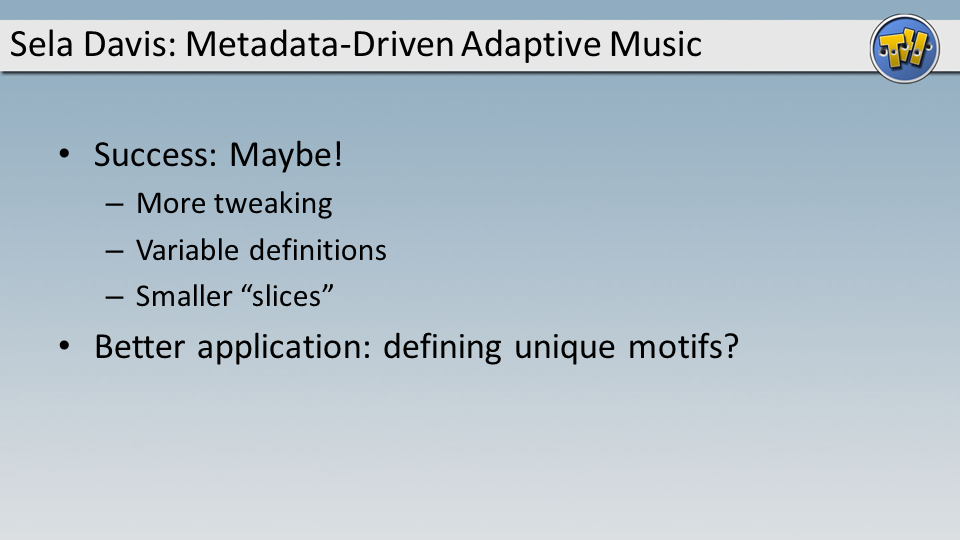 Sela Davis: Metadata-Driven Adaptive Music
• Success: Maybe!
– More tweaking
– Variable definitions
– Smaller “slices”
• Better application: defining unique motifs?